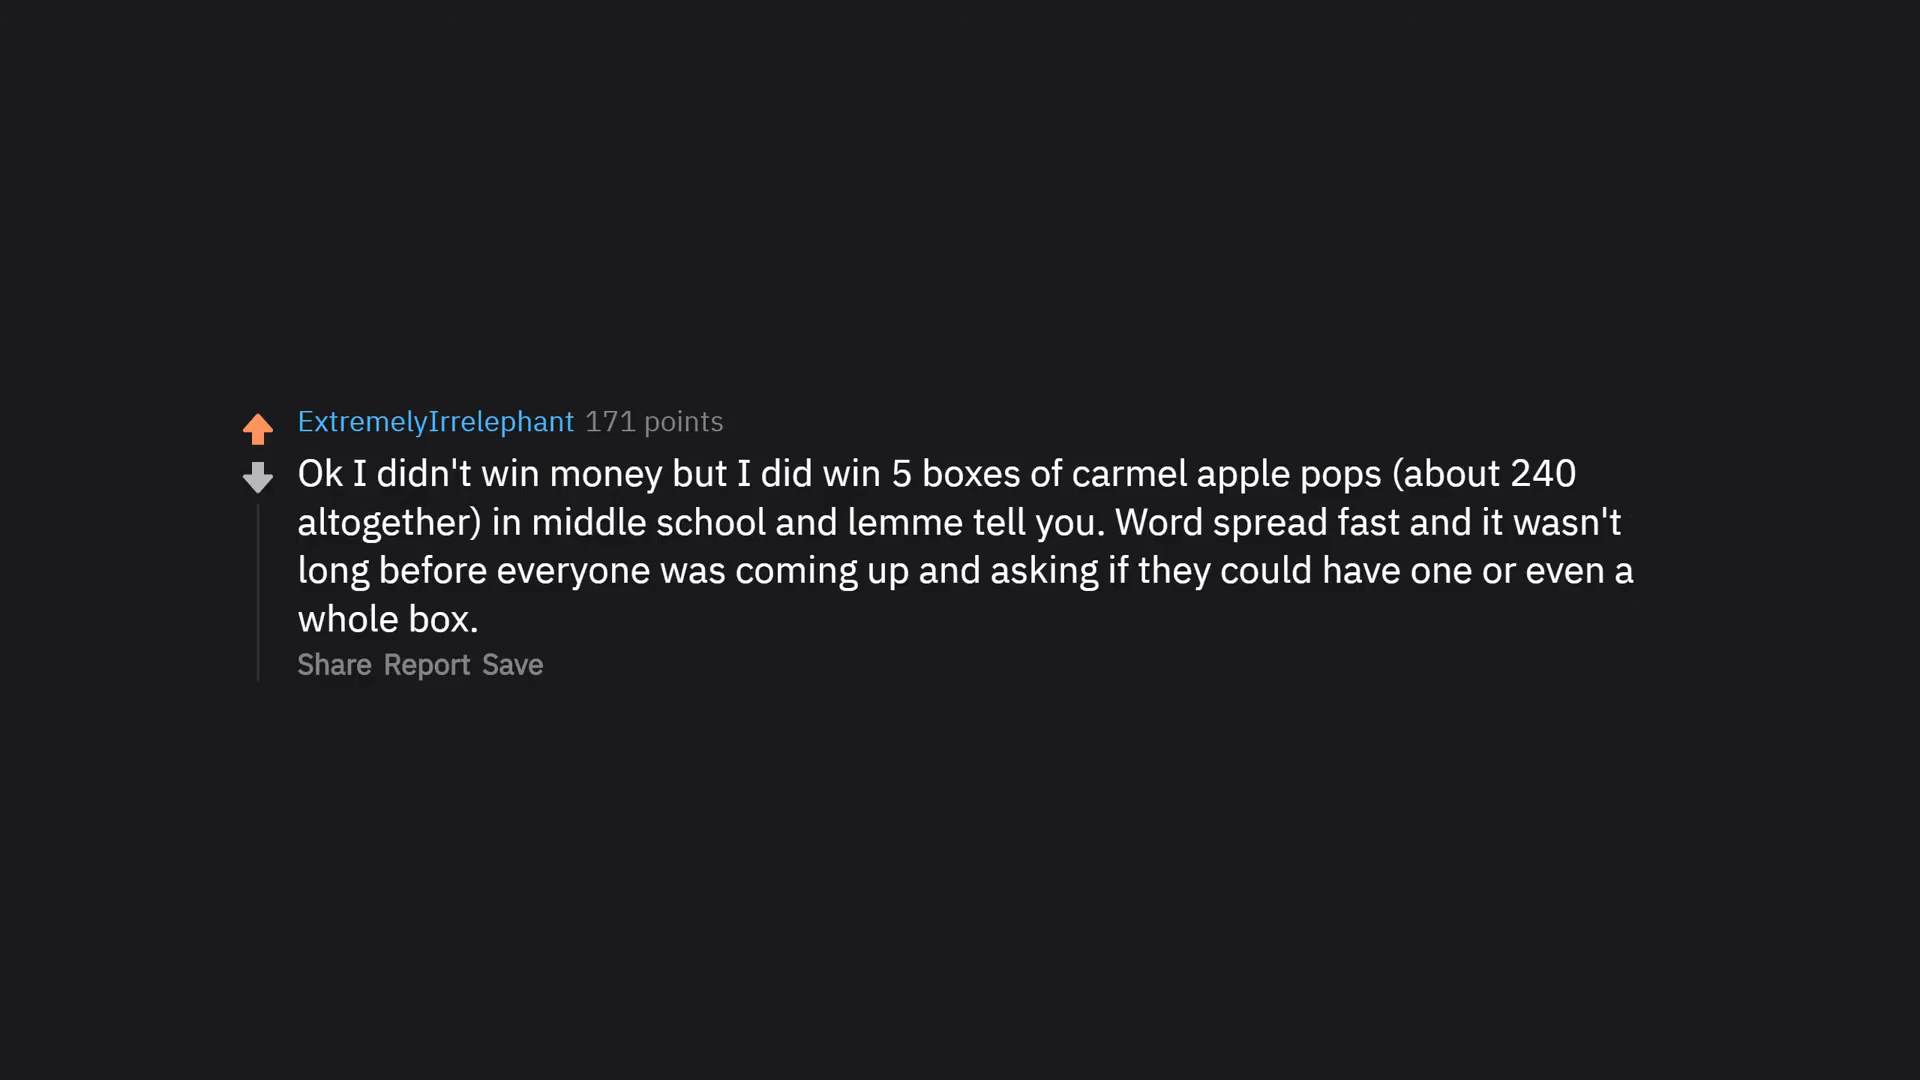 ExtremelyIrrelephant 171 points
Ok I didn't win money but I did win 5 boxes of carmel apple pops (about 240
altogether) in middle school and lemme tell you. Word spread fast and it wasn't
long before everyone was coming up and asking if they could have one or even a
whole box.
Share Report Save